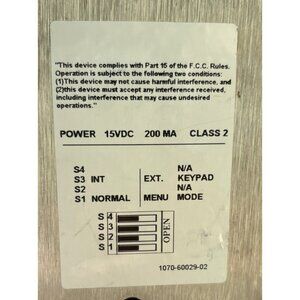 "This device complies with Part 15 of the F.C.C. Rules.
Operation is subject to the following two conditions:
(1)This device may not cause harmful interference, and
(2)this device must accept any interference received,
including interference that may cause undesired
operations."
POWER 15VDC 200 MA CLASS 2
S4 N/A
S3 INT EXT. KEYPAD
S2 N/A
S1 NORMAL MENU MODE
S 4
S 3
S 2
S 1
OPEN
1070-60029-02